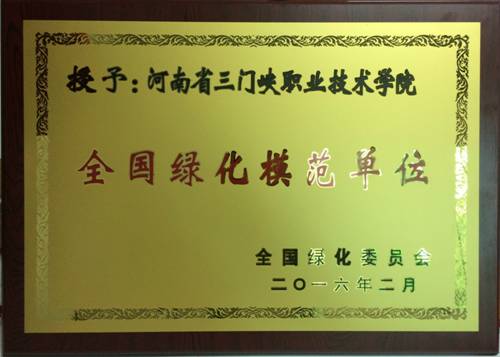 授予：河南省三门峡职业技术学院
全国绿化模范单位
全国绿化委员会
二〇一六年二月